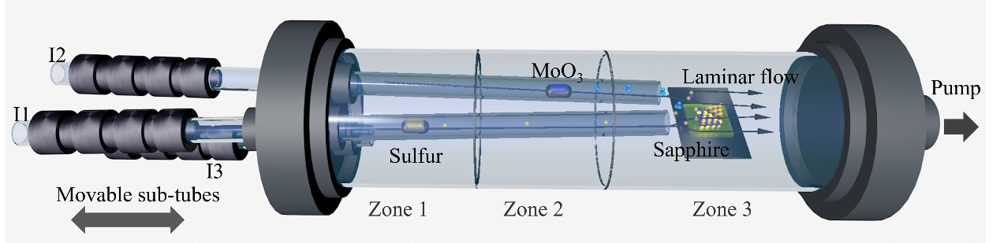 I2
MoO₃
Laminar flow
Pump
I1
Sulfur
Sapphire
I3
Movable sub-tubes
Zone 1
Zone 2
Zone 3